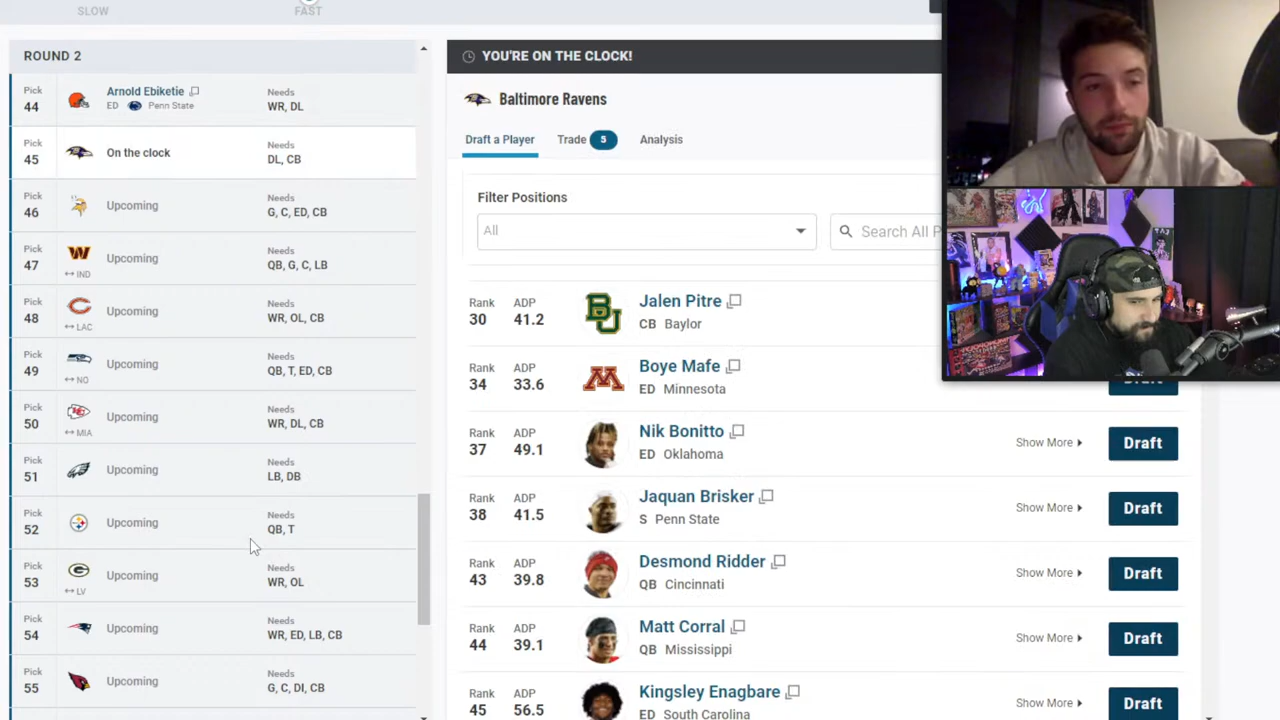 SLOW FAST
ROUND 2
Pick 44 Arnold Ebiketie ED Penn State Needs WR, DL
Pick 45 On the clock Needs DL, CB
Pick 46 Upcoming Needs G, C, ED, CB
Pick 47 ↔ IND Upcoming Needs QB, G, C, LB
Pick 48 ↔ LAC Upcoming Needs WR, OL, CB
Pick 49 ↔ NO Upcoming Needs QB, T, ED, CB
Pick 50 ↔ MIA Upcoming Needs WR, DL, CB
Pick 51 Upcoming Needs LB, DB
Pick 52 Upcoming Needs QB, T
Pick 53 ↔ LV Upcoming Needs WR, OL
Pick 54 Upcoming Needs WR, ED, LB, CB
Pick 55 Upcoming Needs G, C, DI, CB
YOU'RE ON THE CLOCK!
Baltimore Ravens
Draft a Player Trade 5 Analysis
Filter Positions
All Search All P
Rank 30 ADP 41.2 Jalen Pitre CB Baylor
Rank 34 ADP 33.6 Boye Mafe ED Minnesota Draft
Rank 37 ADP 49.1 Nik Bonitto ED Oklahoma Show More Draft
Rank 38 ADP 41.5 Jaquan Brisker S Penn State Show More Draft
Rank 43 ADP 39.8 Desmond Ridder QB Cincinnati Show More Draft
Rank 44 ADP 39.1 Matt Corral QB Mississippi Show More Draft
Rank 45 ADP 56.5 Kingsley Enagbare ED South Carolina Show More Draft